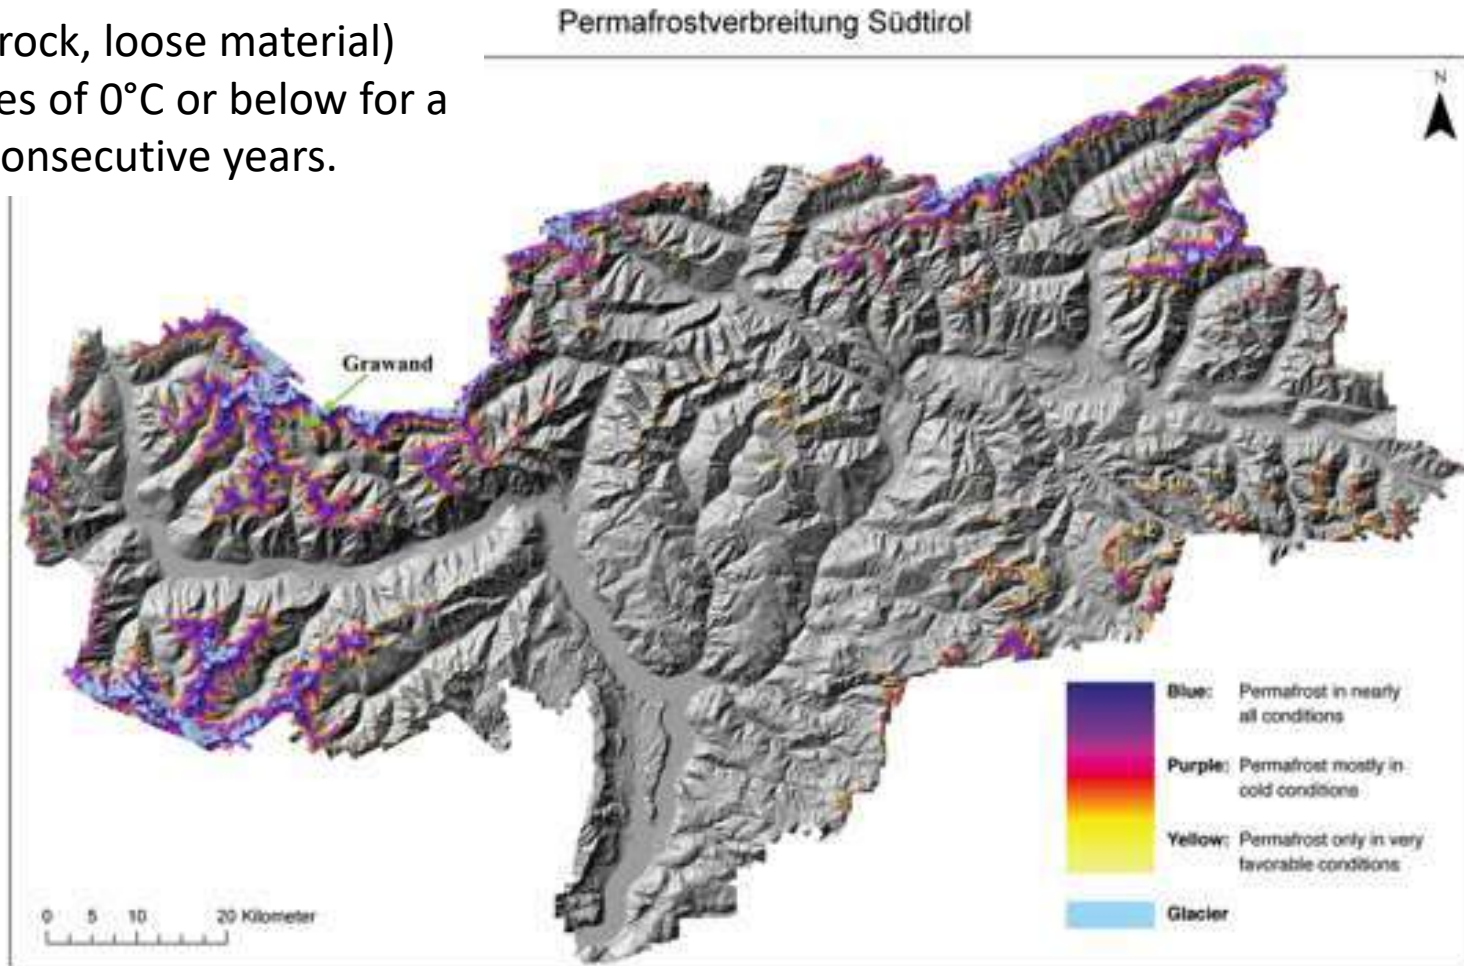 rock, loose material)
es of 0°C or below for a
onsecutive years.
Permafrostverbreitung Südtirol
N
Grawand
Blue: Permafrost in nearly
all conditions
Purple: Permafrost mostly in
cold conditions
Yellow: Permafrost only in very
favorable conditions
Glacier
0 5 10 20 Kilometer